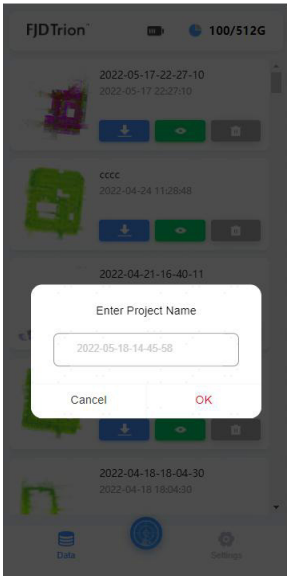 FJDTrion™
100/512G
2022-05-17-22-27-10
2022-05-17 22:27:10
cccc
2022-04-24 11:28:48
2022-04-21-16-40-11
Enter Project Name
2022-05-18-14-45-58
Cancel
OK
2022-04-18-18-04-30
2022-04-18 18:04:30
Data
Settings